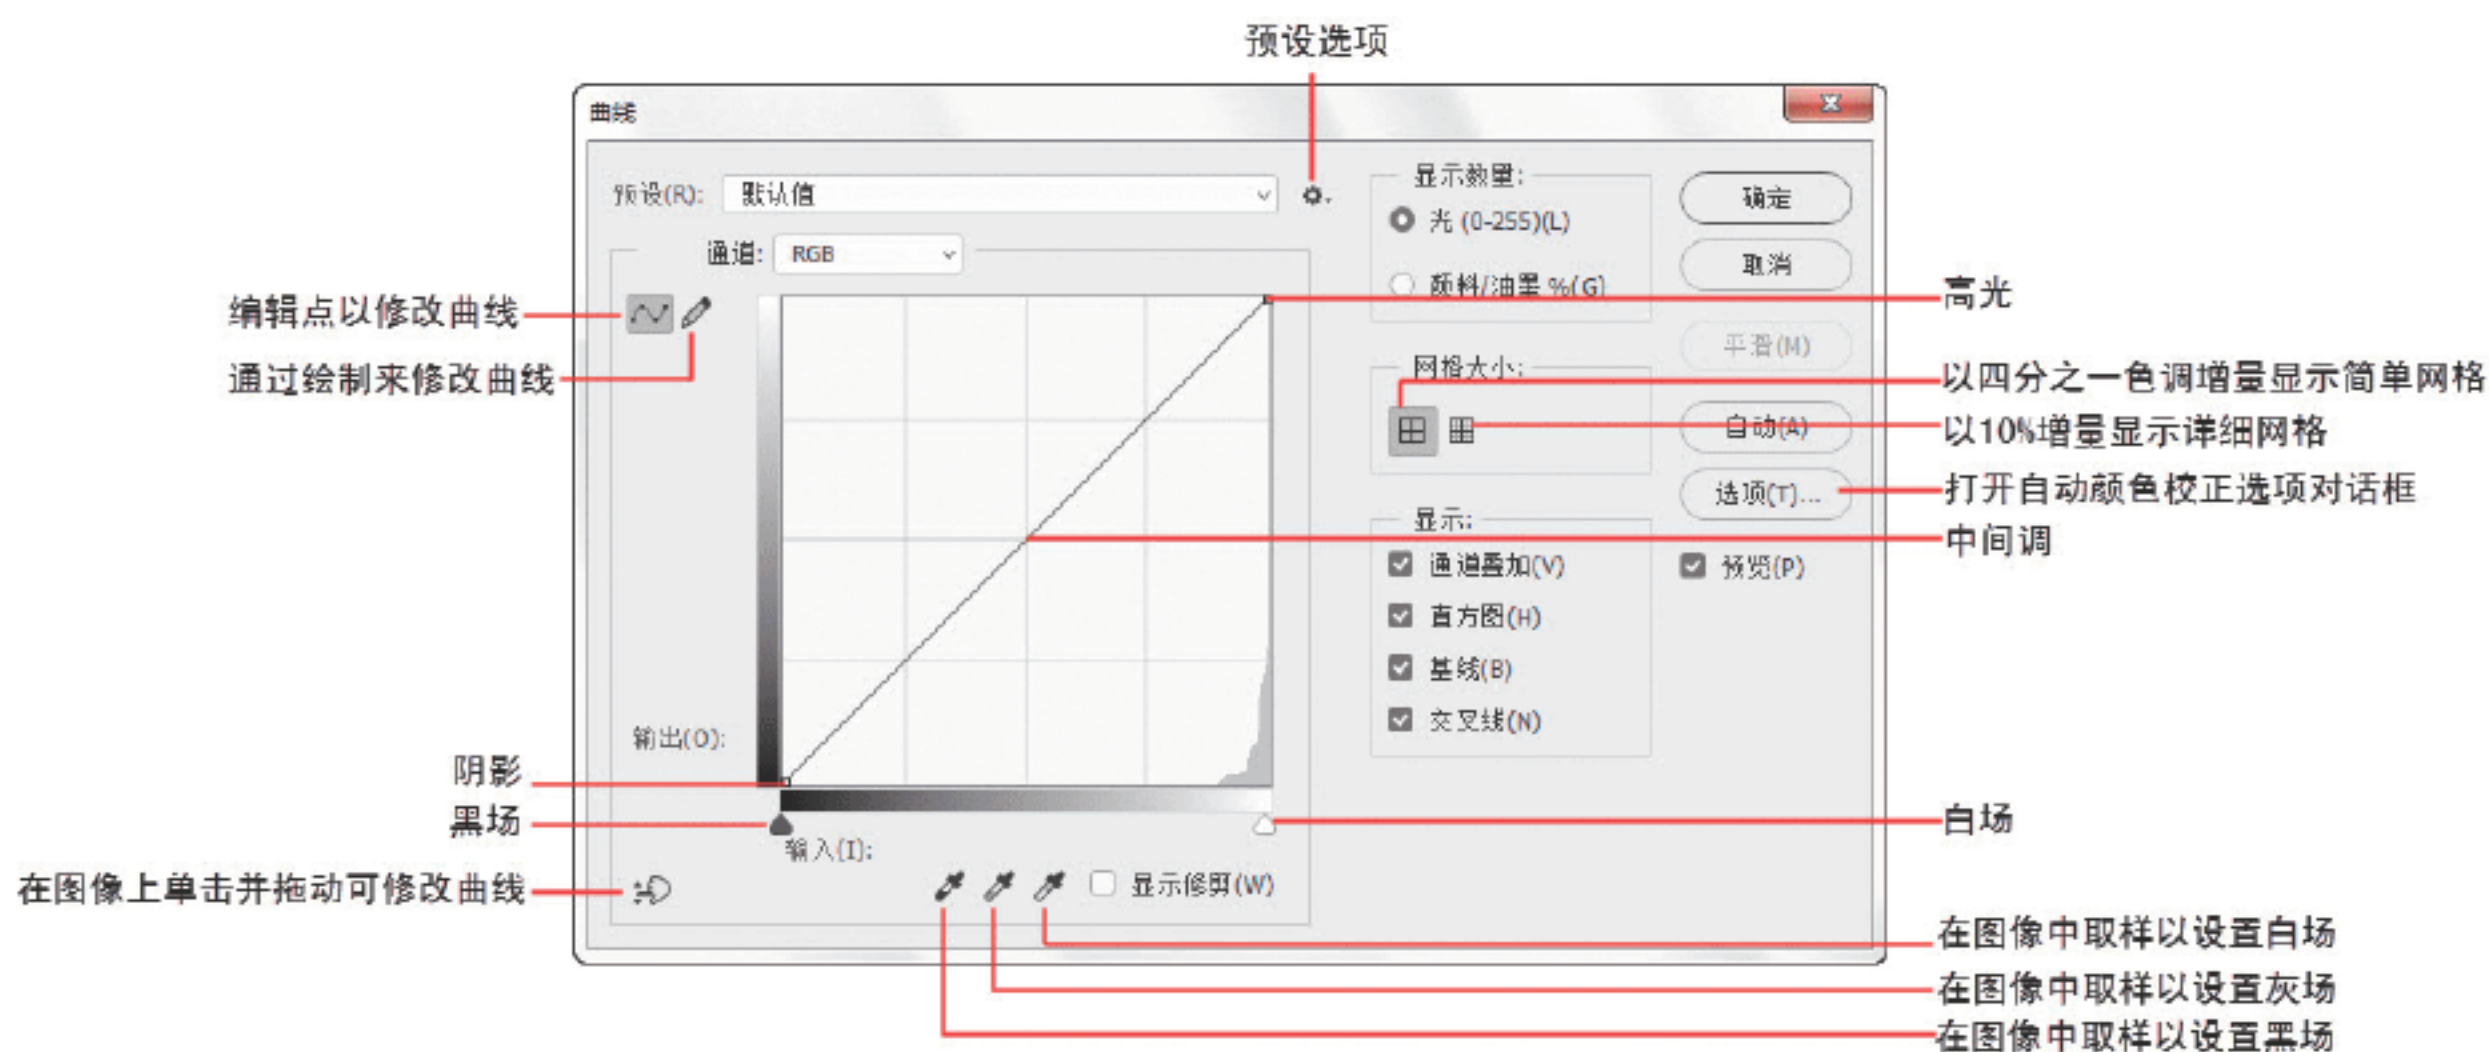 预设选项
曲线
预设(R): 默认值
通道: RGB
编辑点以修改曲线
通过绘制来修改曲线
输出(O):
阴影
黑场
输入(I):
在图像上单击并拖动可修改曲线
显示修剪(W)
显示数量:
光 (0-255)(L)
颜料/油墨 %(G)
网格大小:
显示:
通道叠加(V)
直方图(H)
基线(B)
交叉线(N)
确定
取消
平滑(M)
自动(A)
选项(T)...
预览(P)
高光
以四分之一色调增量显示简单网格
以10%增量显示详细网格
打开自动颜色校正选项对话框
中间调
白场
在图像中取样以设置白场
在图像中取样以设置灰场
在图像中取样以设置黑场